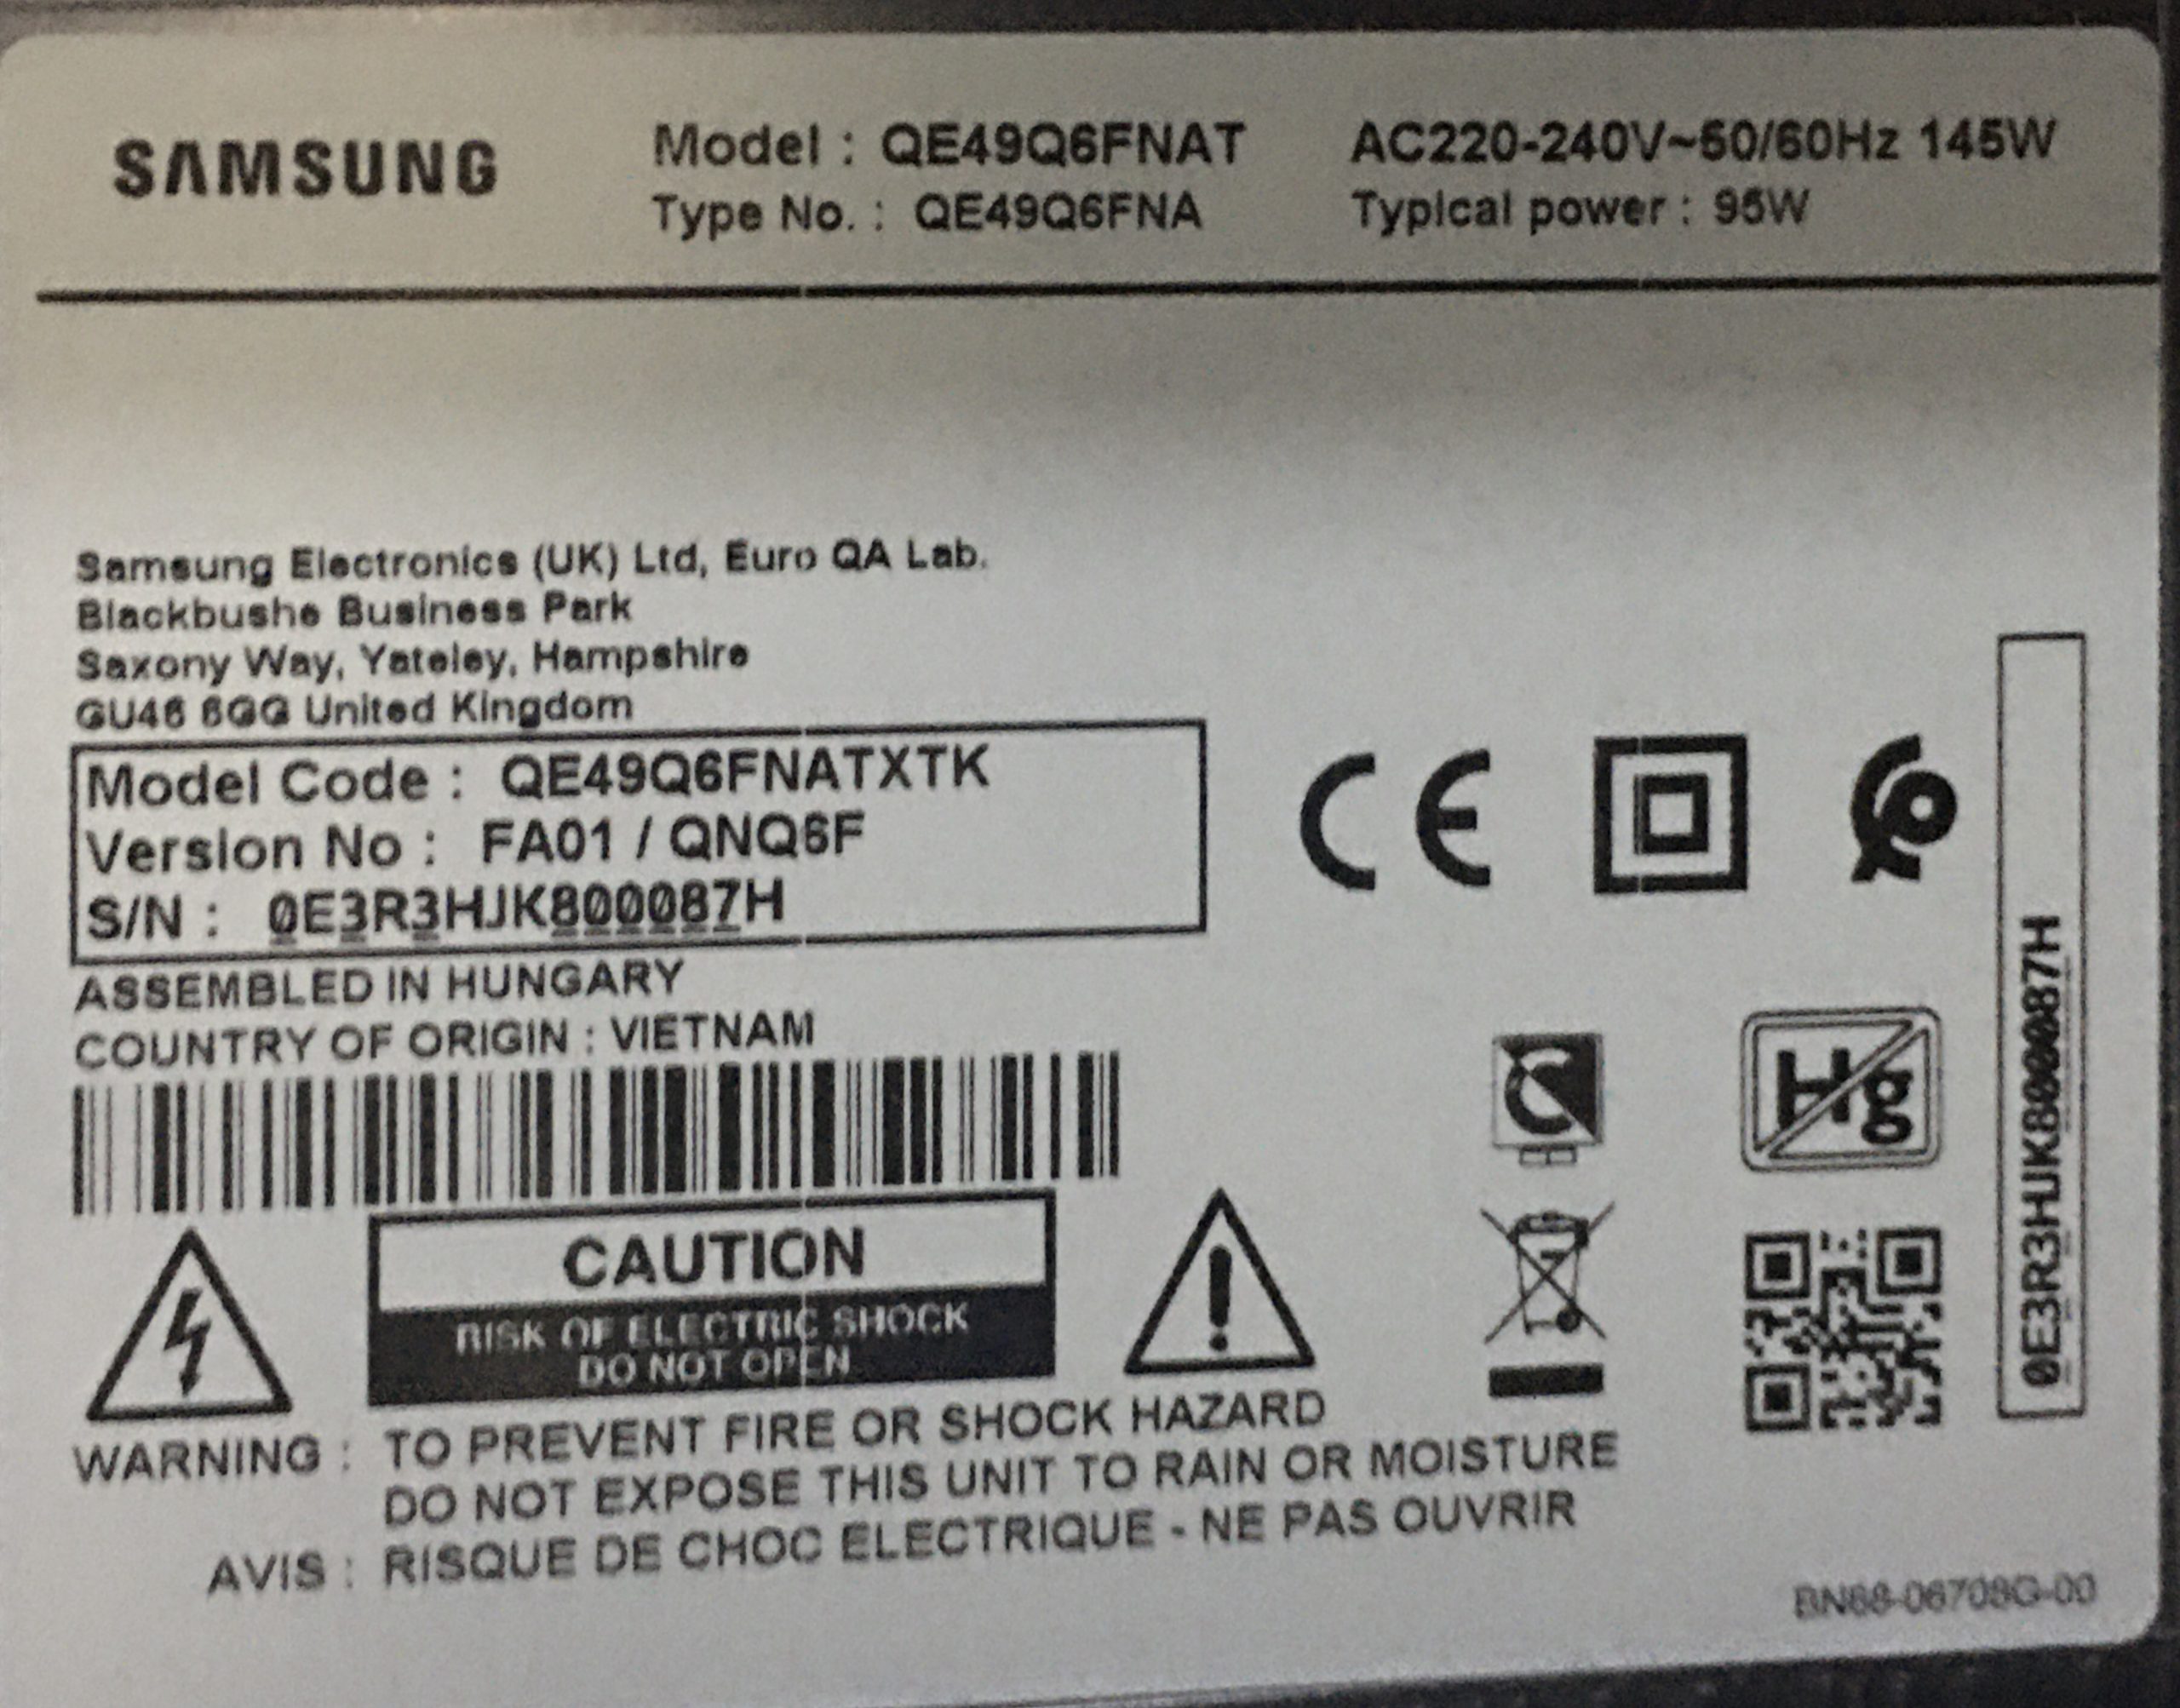 SAMSUNG
Model : QE49Q6FNAT
Type No. : QE49Q6FNA
AC220-240V~50/60Hz 145W
Typical power : 95W
Samsung Electronics (UK) Ltd, Euro QA Lab.
Blackbushe Business Park
Saxony Way, Yateley, Hampshire
GU46 6GG United Kingdom
Model Code : QE49Q6FNATXTK
Version No : FA01 / QNQ6F
S/N : 0E3R3HJK800087H
ASSEMBLED IN HUNGARY
COUNTRY OF ORIGIN : VIETNAM
CE
Hg
0E3R3HJK800087H
CAUTION
RISK OF ELECTRIC SHOCK
DO NOT OPEN
WARNING : TO PREVENT FIRE OR SHOCK HAZARD
DO NOT EXPOSE THIS UNIT TO RAIN OR MOISTURE
AVIS : RISQUE DE CHOC ELECTRIQUE - NE PAS OUVRIR
BN68-06708G-00